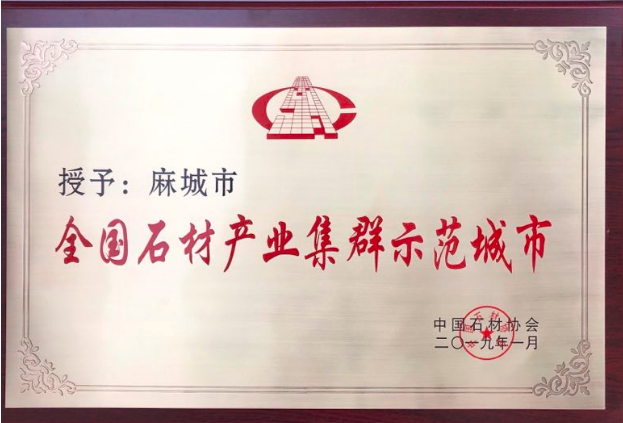 授予：麻城市
全国石材产业集群示范城市
中国石材协会
二〇一九年一月